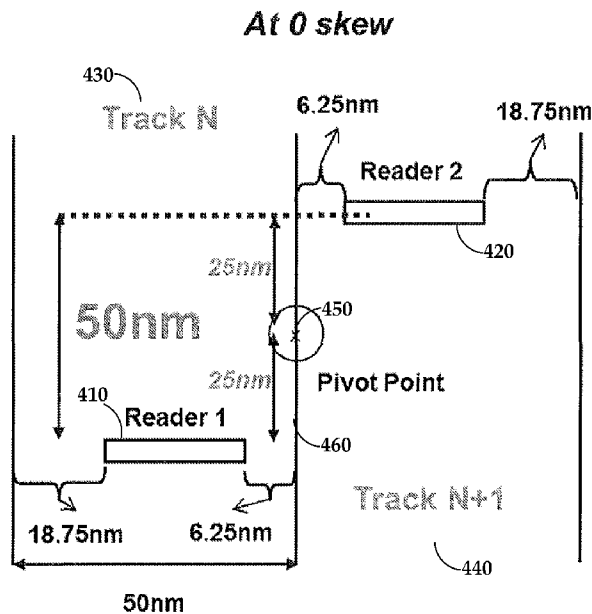 At 0 skew
430
Track N
6.25nm
18.75nm
Reader 2
420
25nm
450
50nm
25nm
Pivot Point
410
Reader 1
460
Track N+1
18.75nm
6.25nm
440
50nm